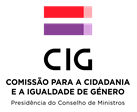 CIG
COMISSÃO PARA A CIDADANIA
E A IGUALDADE DE GÉNERO
Presidência do Conselho de Ministros